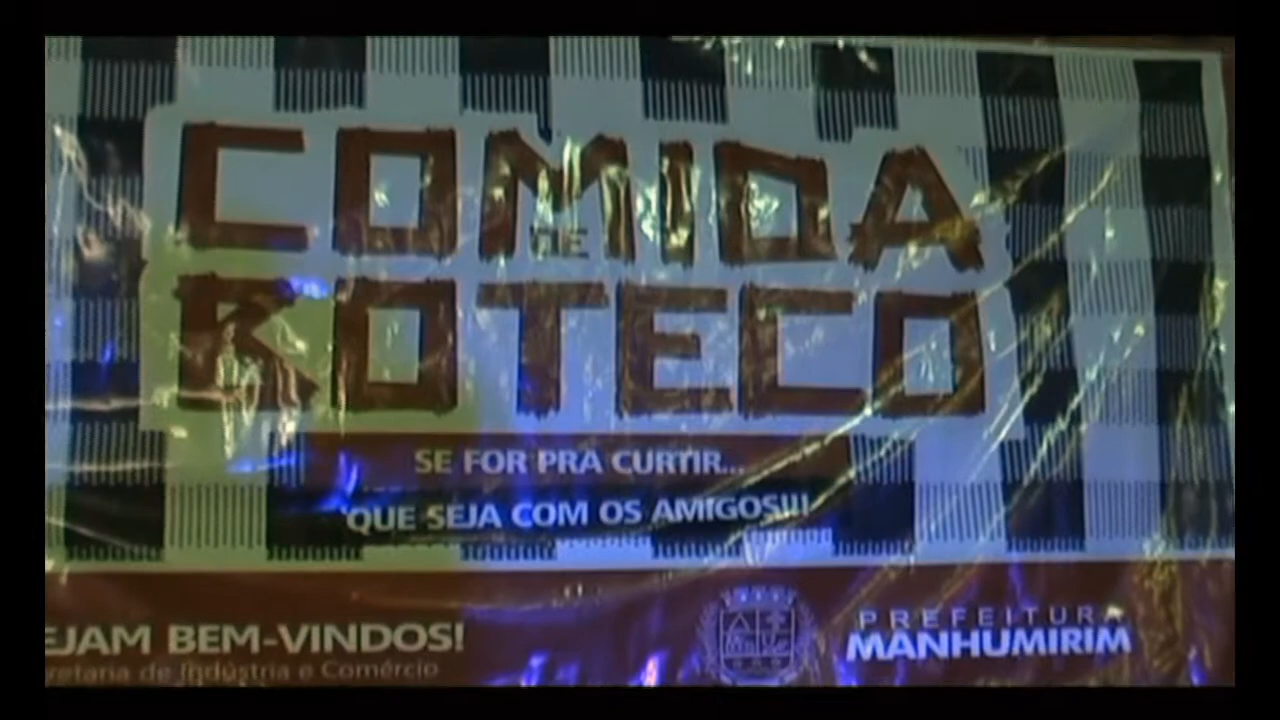 COMIDA
DE
BOTECO
SE FOR PRA CURTIR...
QUE SEJA COM OS AMIGOS!!!
EJAM BEM-VINDOS!
retaria de Indústria e Comércio
PREFEITURA
MANHUMIRIM